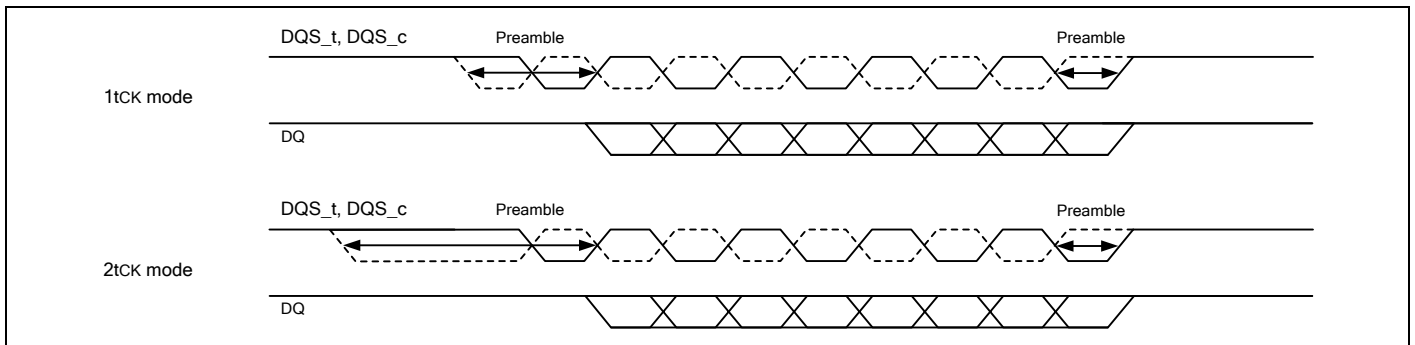 DQS_t, DQS_c Preamble Preamble
1tCK mode
DQ
DQS_t, DQS_c Preamble Preamble
2tCK mode
DQ